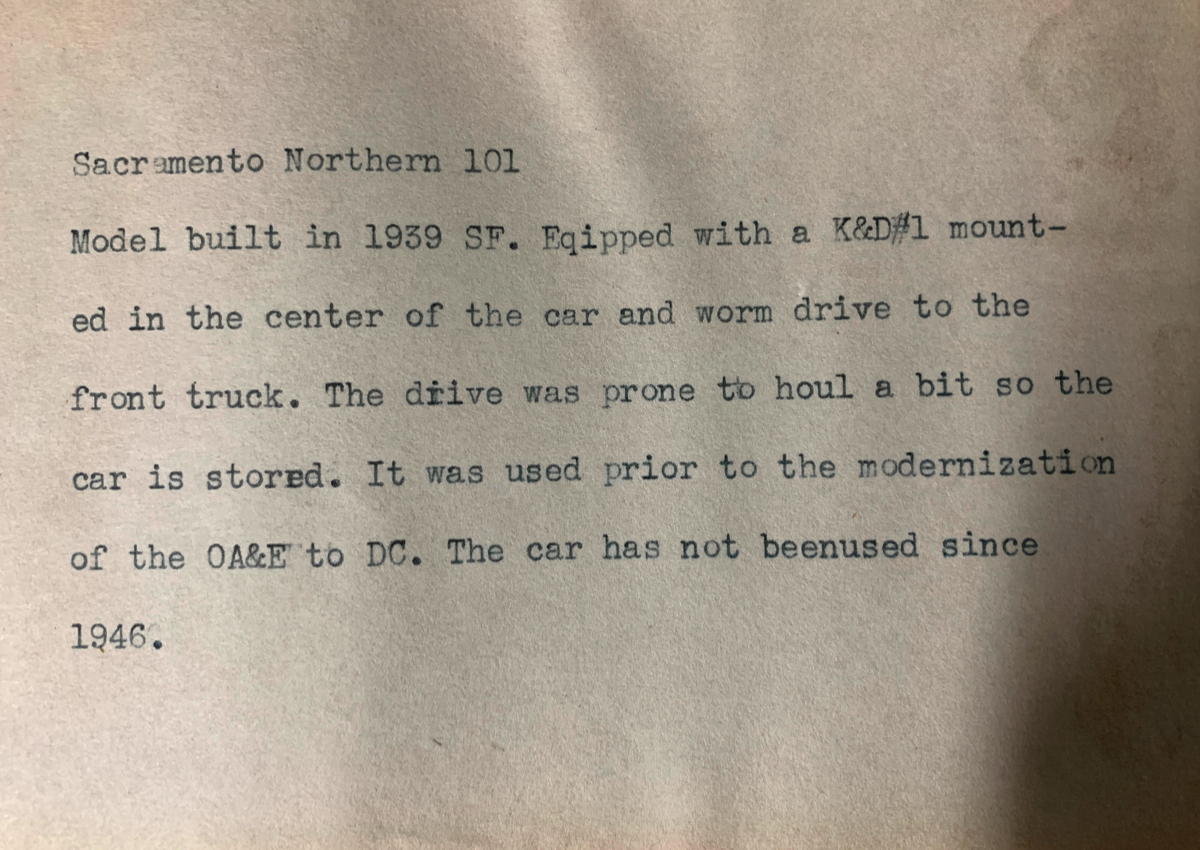 Sacramento Northern 101
Model built in 1939 SF. Eqipped with a K&D#1 mount-
ed in the center of the car and worm drive to the
front truck. The drive was prone to houl a bit so the
car is stored. It was used prior to the modernization
of the OA&E to DC. The car has not beenused since
1946.